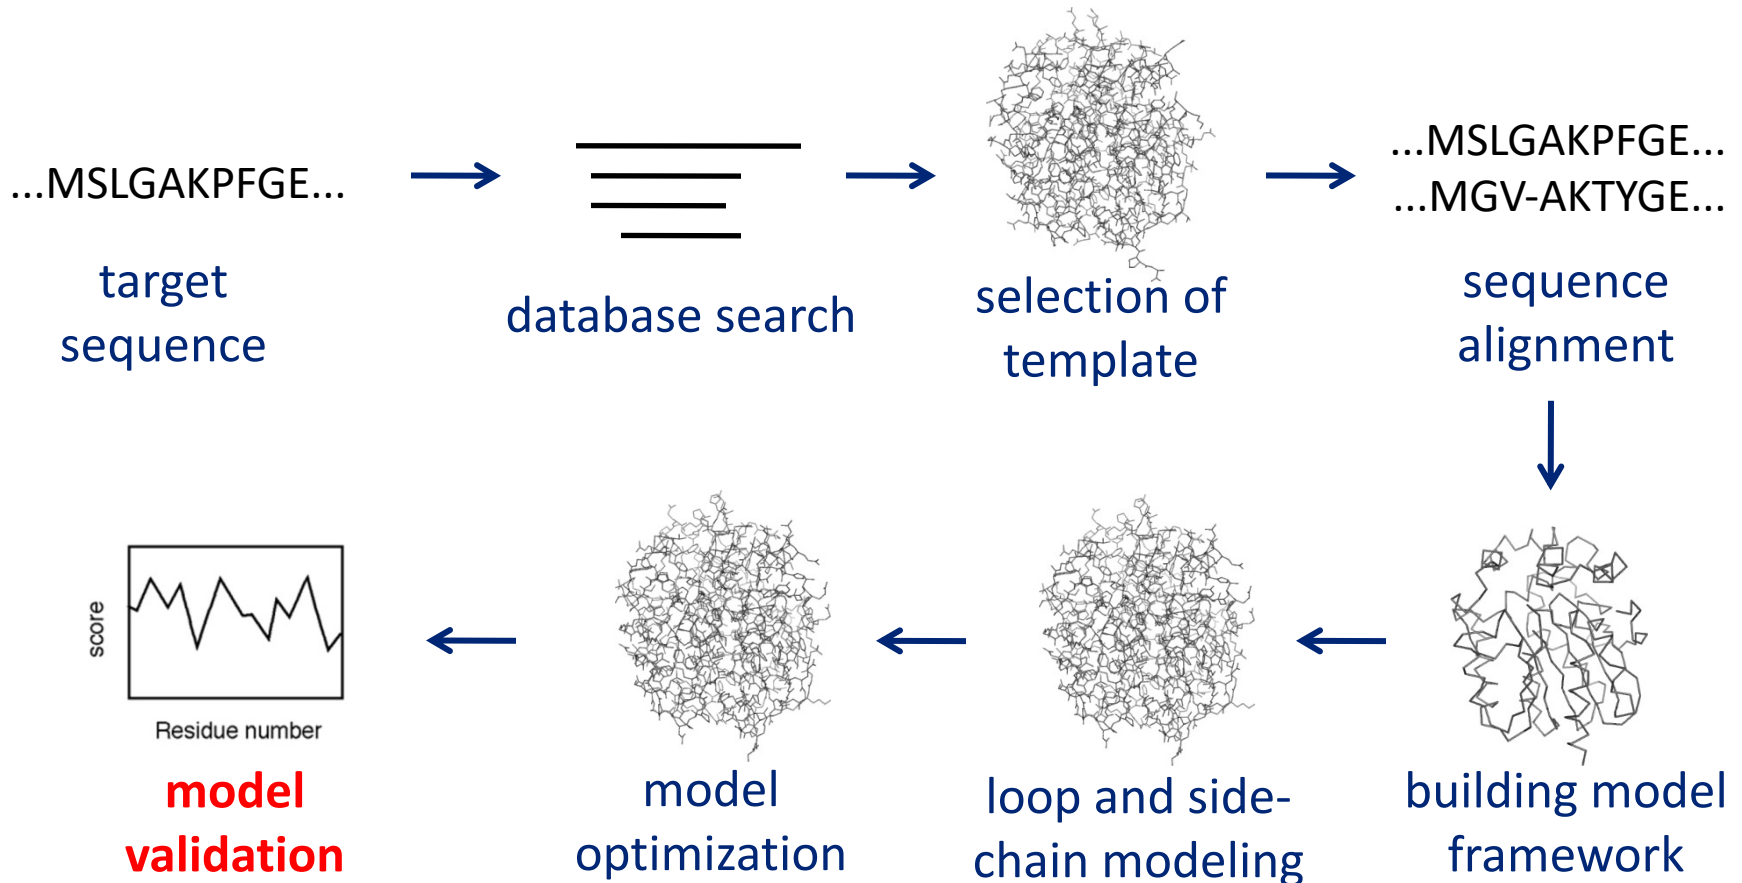 ...MSLGAKPFGE...
target
sequence
database search
selection of
template
...MSLGAKPFGE...
...MGV-AKTYGE...
sequence
alignment
score
Residue number
model
validation
model
optimization
loop and side-
chain modeling
building model
framework